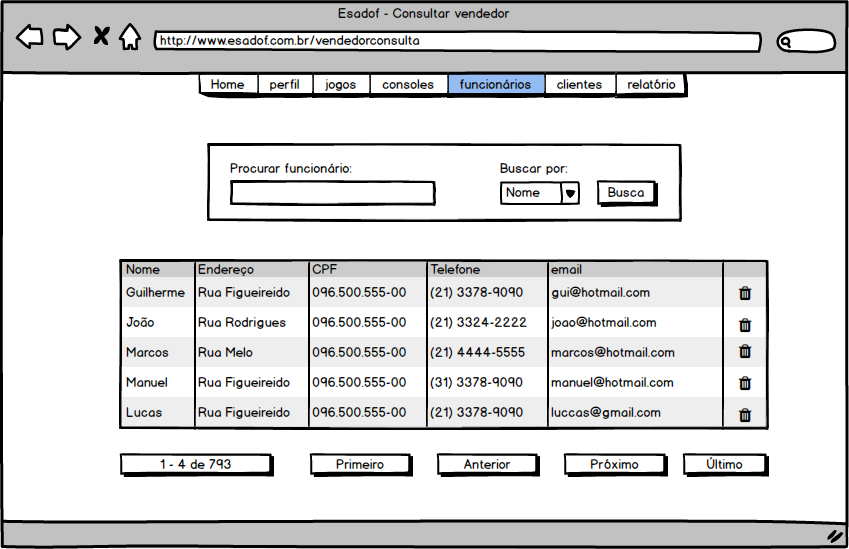 Esadof - Consultar vendedor
http://www.esadof.com.br/vendedorconsulta
Home perfil jogos consoles funcionários clientes relatório
Procurar funcionário: Buscar por:
Nome Busca
Nome Endereço CPF Telefone email
Guilherme Rua Figueireido 096.500.555-00 (21) 3378-9090 gui@hotmail.com
João Rua Rodrigues 096.500.555-00 (21) 3324-2222 joao@hotmail.com
Marcos Rua Melo 096.500.555-00 (21) 4444-5555 marcos@hotmail.com
Manuel Rua Figueireido 096.500.555-00 (31) 3378-9090 manuel@hotmail.com
Lucas Rua Figueireido 096.500.555-00 (21) 3378-9090 luccas@gmail.com
1 - 4 de 793 Primeiro Anterior Próximo Último